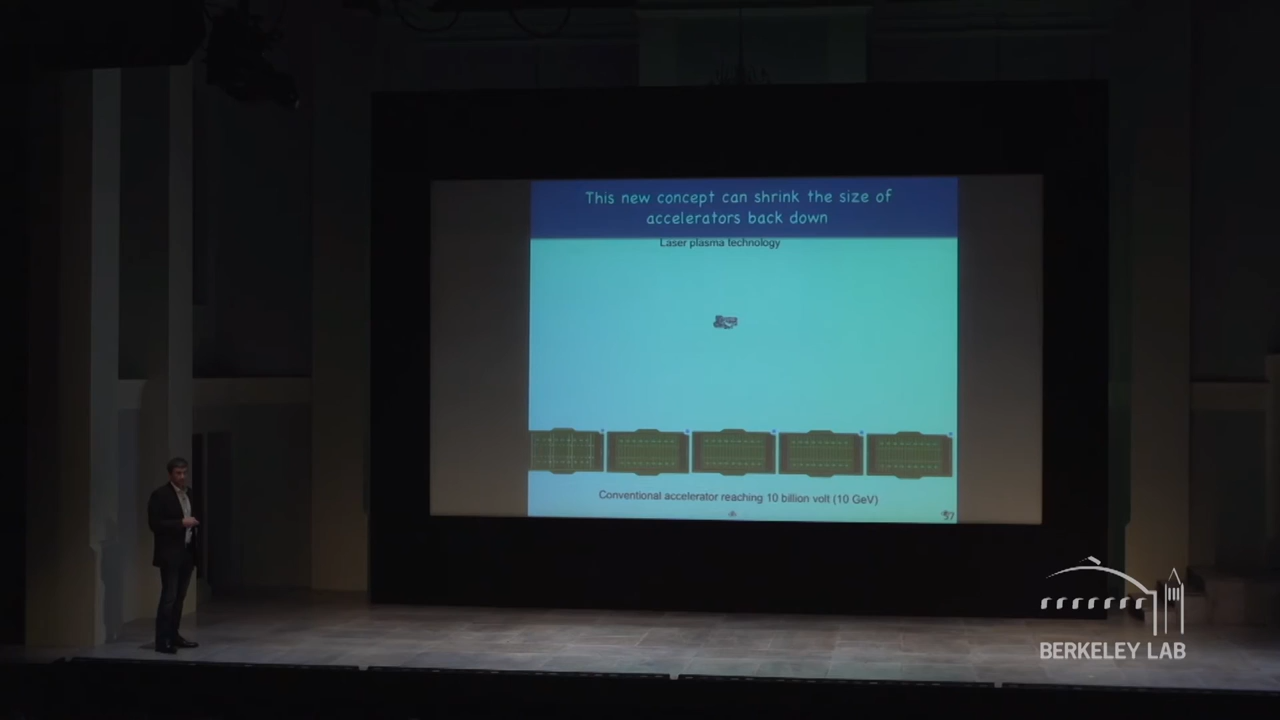 This new concept can shrink the size of
accelerators back down
Laser plasma technology
Conventional accelerator reaching 10 billion volt (10 GeV)
37
BERKELEY LAB